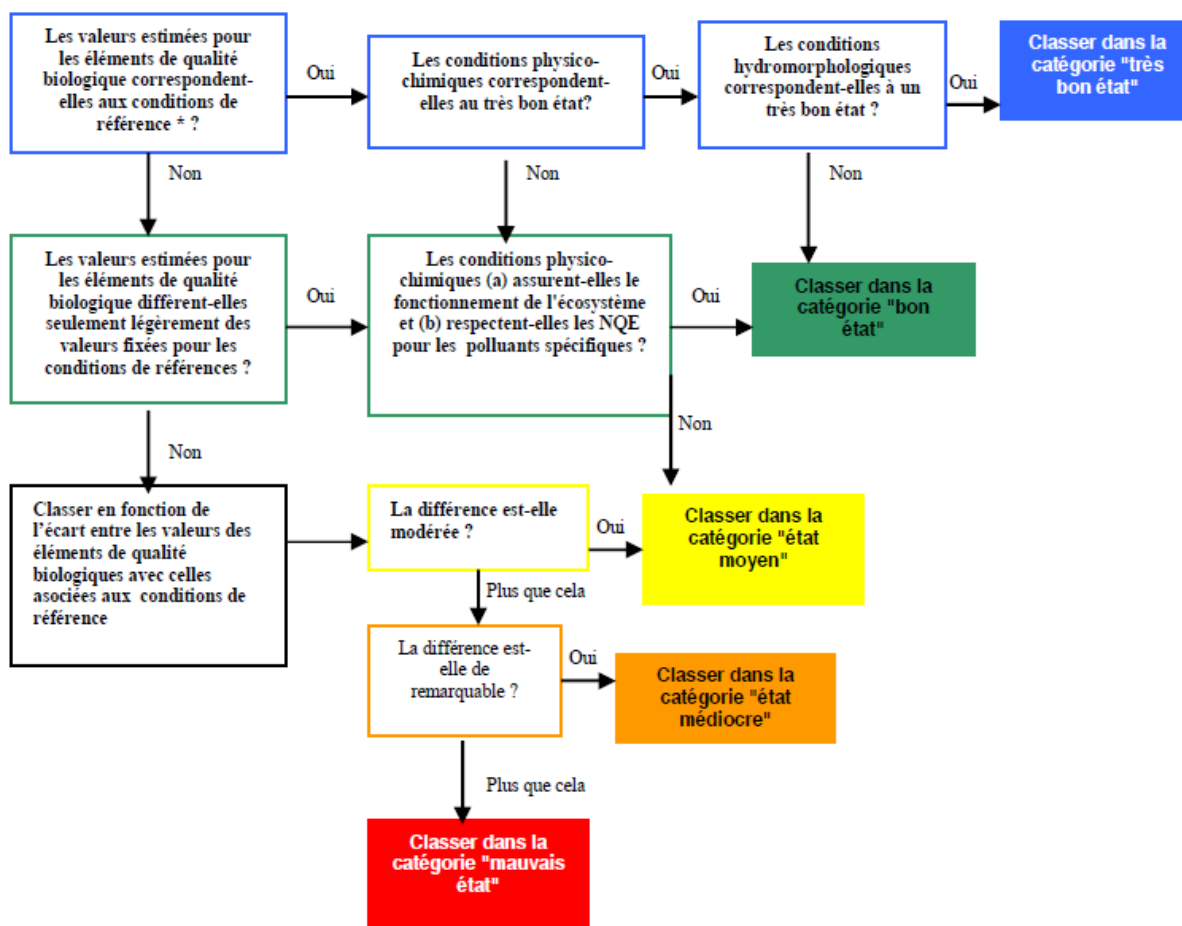 Les valeurs estimées pour
les éléments de qualité
biologique correspondent-
elles aux conditions de
référence * ?
Oui
Les conditions physico-
chimiques correspondent-
elles au très bon état?
Oui
Les conditions
hydromorphologiques
correspondent-elles à un
très bon état ?
Oui
Classer dans la
catégorie "très
bon état"
Non
Non
Non
Les valeurs estimées pour
les éléments de qualité
biologique diffèrent-elles
seulement légèrement des
valeurs fixées pour les
conditions de références ?
Oui
Les conditions physico-
chimiques (a) assurent-elles le
fonctionnement de l'écosystème
et (b) respectent-elles les NQE
pour les polluants spécifiques ?
Oui
Classer dans la
catégorie "bon
état"
Non
Non
Classer en fonction de
l'écart entre les valeurs des
éléments de qualité
biologiques avec celles
asociées aux conditions de
référence
La différence est-elle
modérée ?
Oui
Classer dans la
catégorie "état
moyen"
Plus que cela
La différence est-
elle de
remarquable ?
Oui
Classer dans la
catégorie "état
médiocre"
Plus que cela
Classer dans la
catégorie "mauvais
état"